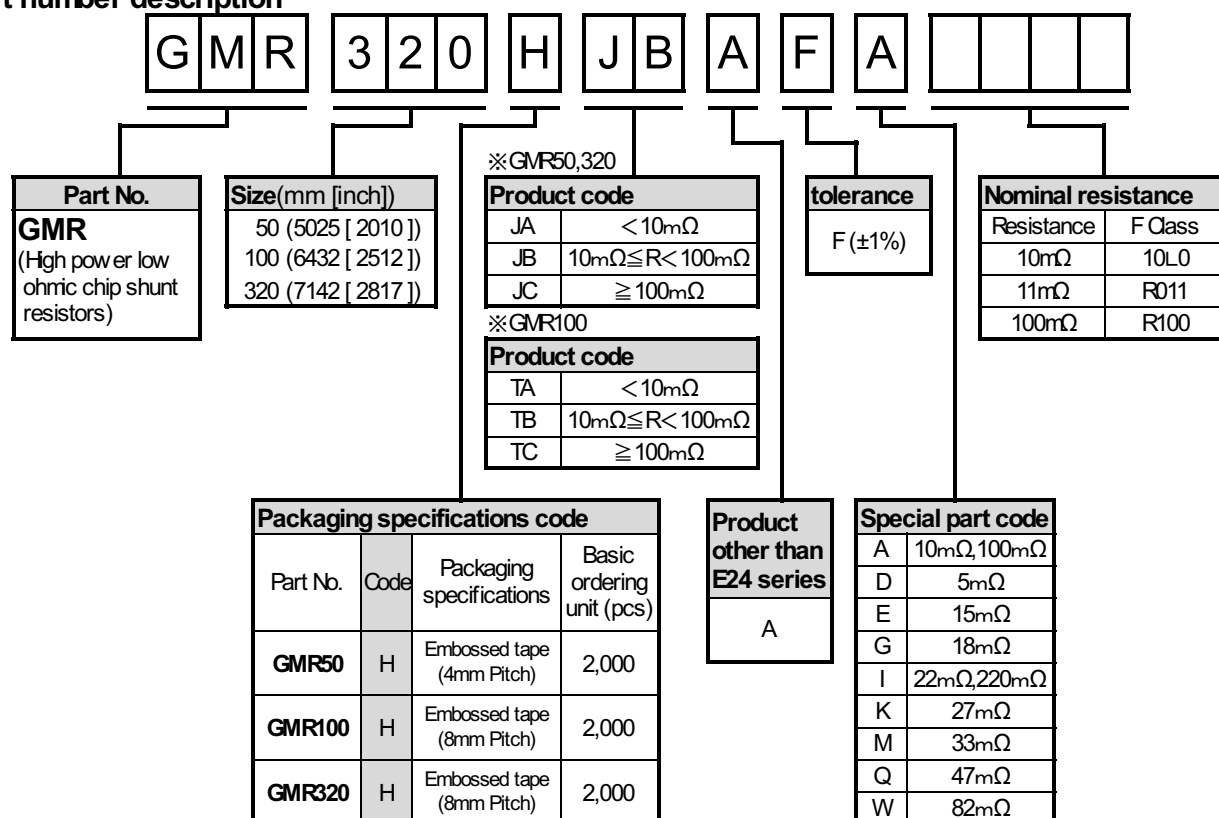 t number description
GMR 320 H JB A F A
※GMR50,320
Part No.
GMR
(High power low
ohmic chip shunt
resistors)
Size(mm [inch])
50 (5025 [ 2010 ])
100 (6432 [ 2512 ])
320 (7142 [ 2817 ])
Product code
JA <10mΩ
JB 10mΩ≦R<100mΩ
JC ≧100mΩ
※GMR100
Product code
TA <10mΩ
TB 10mΩ≦R<100mΩ
TC ≧100mΩ
tolerance
F (±1%)
Nominal resistance
Resistance F Class
10mΩ 10L0
11mΩ R011
100mΩ R100
Packaging specifications code
Part No. Code Packaging specifications Basic ordering unit (pcs)
GMR50 H Embossed tape (4mm Pitch) 2,000
GMR100 H Embossed tape (8mm Pitch) 2,000
GMR320 H Embossed tape (8mm Pitch) 2,000
Product
other than
E24 series
A
Special part code
A 10mΩ,100mΩ
D 5mΩ
E 15mΩ
G 18mΩ
I 22mΩ,220mΩ
K 27mΩ
M 33mΩ
Q 47mΩ
W 82mΩ